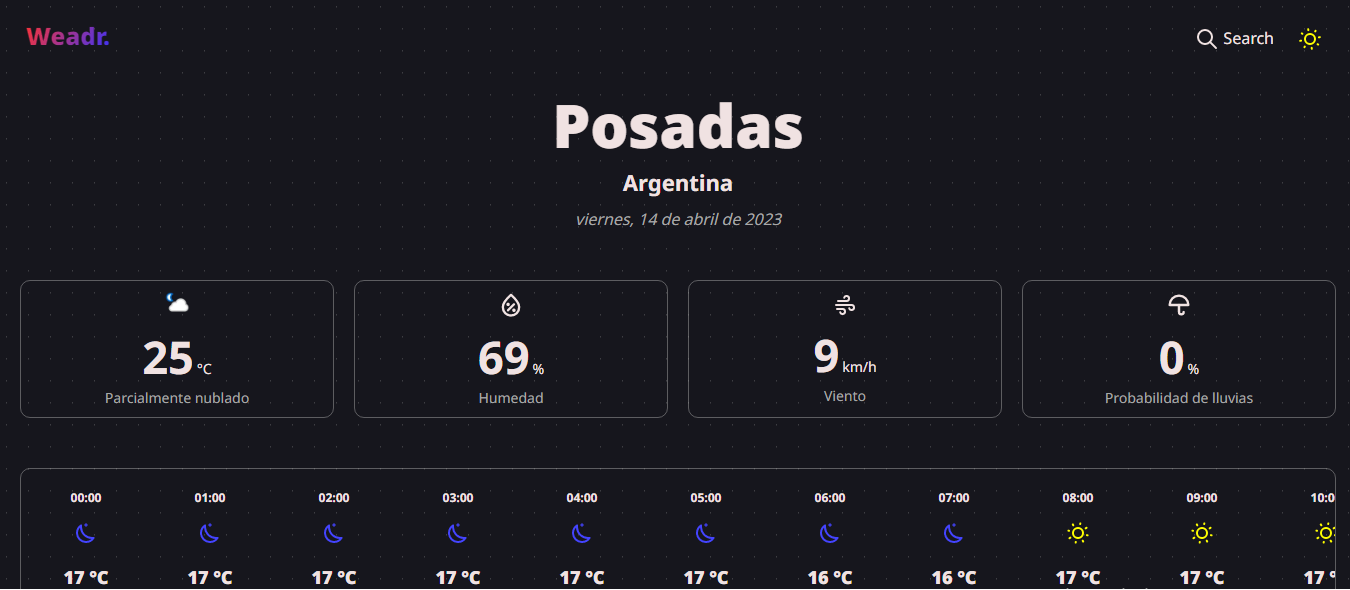 Weadr.
Search
Posadas
Argentina
viernes, 14 de abril de 2023
25 °C
Parcialmente nublado
69 %
Humedad
9 km/h
Viento
0 %
Probabilidad de lluvias
00:00 01:00 02:00 03:00 04:00 05:00 06:00 07:00 08:00 09:00 10:0
17 °C 17 °C 17 °C 17 °C 17 °C 17 °C 16 °C 16 °C 17 °C 17 °C 17 °